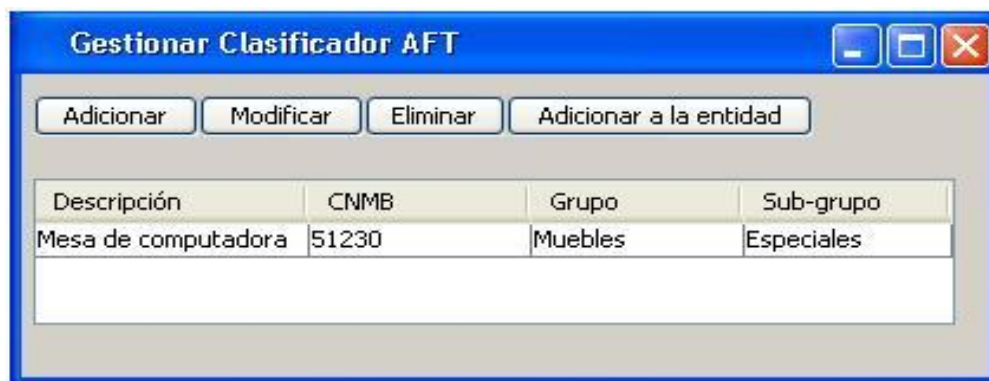 Gestionar Clasificador AFT
Adicionar Modificar Eliminar Adicionar a la entidad
Descripción CNMB Grupo Sub-grupo
Mesa de computadora 51230 Muebles Especiales